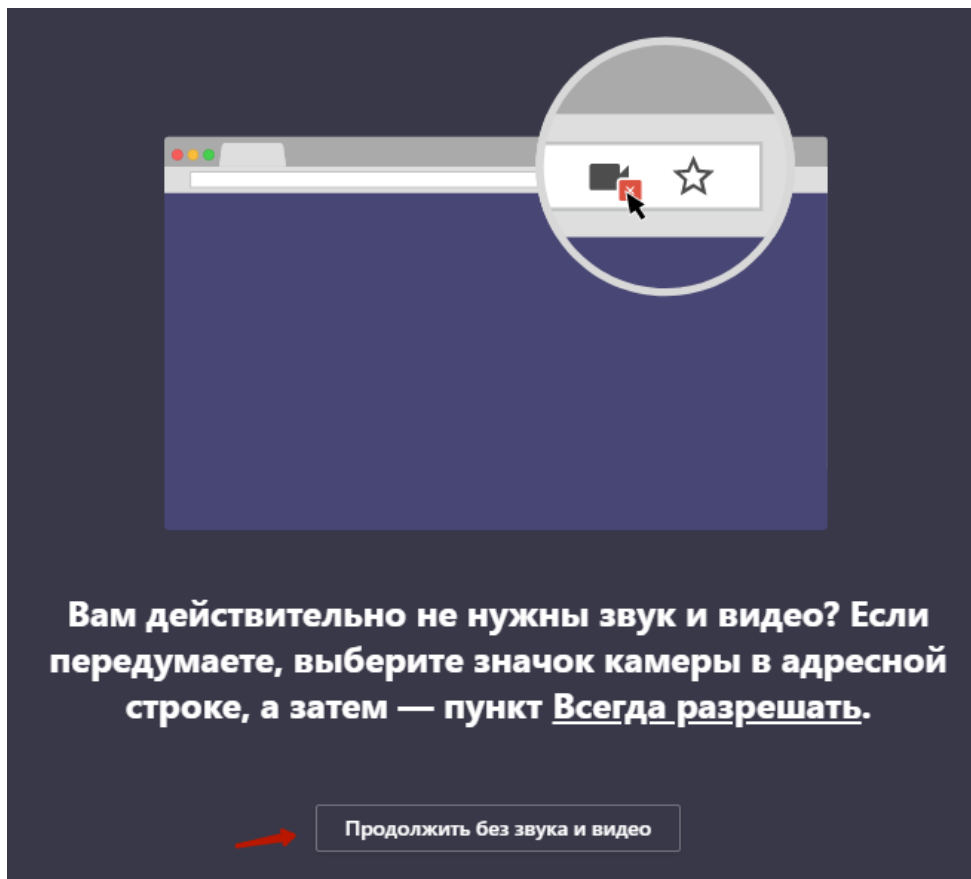 Вам действительно не нужны звук и видео? Если
передумаете, выберите значок камеры в адресной
строке, а затем — пункт Всегда разрешать.
Продолжить без звука и видео